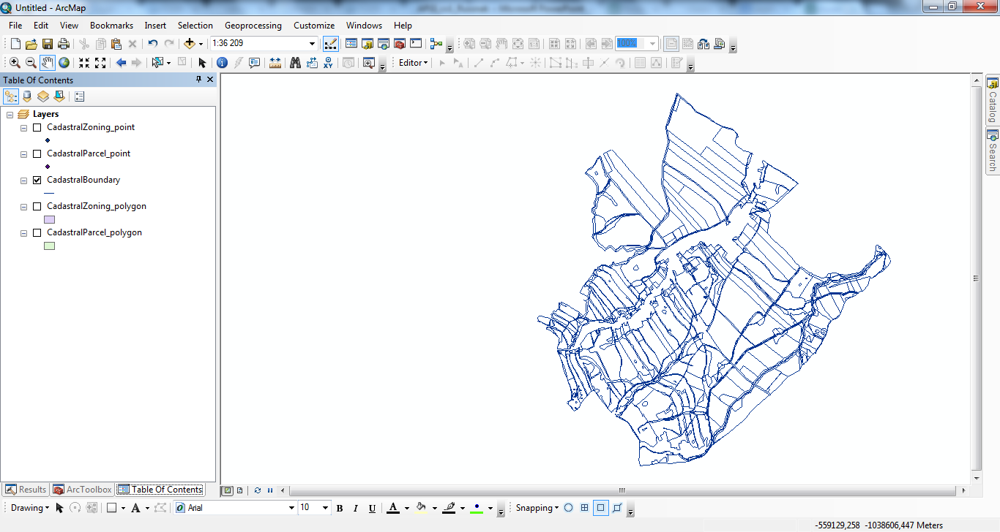 Untitled - ArcMap
File Edit View Bookmarks Insert Selection Geoprocessing Customize Windows Help
1:36 209
100%
Editor
Table Of Contents
Layers
CadastralZoning_point
CadastralParcel_point
CadastralBoundary
CadastralZoning_polygon
CadastralParcel_polygon
Catalog
Search
Results ArcToolbox Table Of Contents
Drawing A Arial 10 B I U A Snapping
-559129,258 -1038606,447 Meters